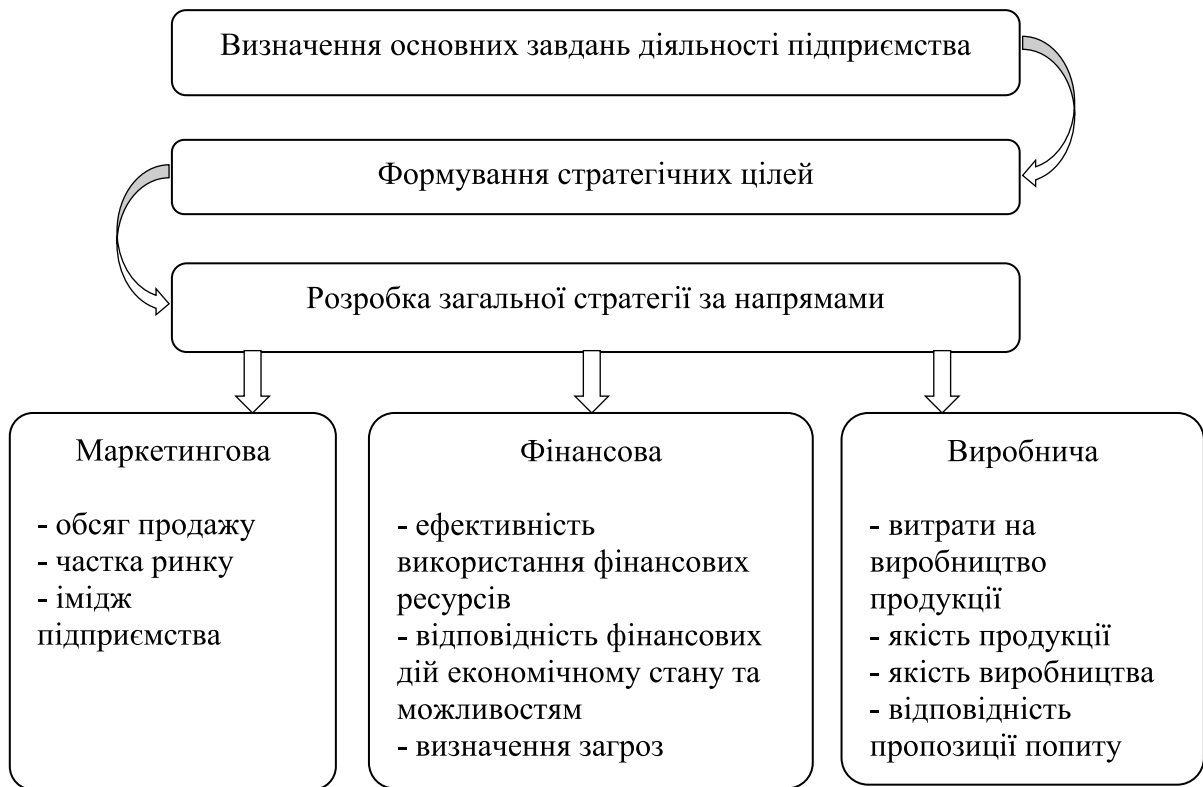 Визначення основних завдань діяльності підприємства
Формування стратегічних цілей
Розробка загальної стратегії за напрямами
Маркетингова
- обсяг продажу
- частка ринку
- імідж
підприємства
Фінансова
- ефективність
використання фінансових
ресурсів
- відповідність фінансових
дій економічному стану та
можливостям
- визначення загроз
Виробнича
- витрати на
виробництво
продукції
- якість продукції
- якість виробництва
- відповідність
пропозиції попиту